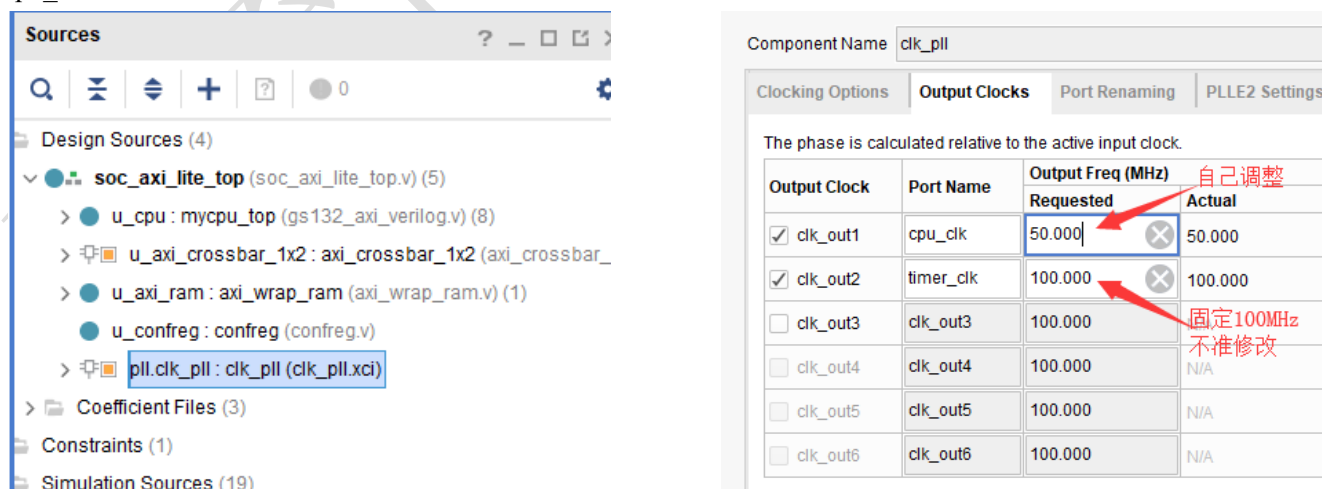 Sources
0
Design Sources (4)
soc_axi_lite_top (soc_axi_lite_top.v) (5)
u_cpu : mycpu_top (gs132_axi_verilog.v) (8)
u_axi_crossbar_1x2 : axi_crossbar_1x2 (axi_crossbar_
u_axi_ram : axi_wrap_ram (axi_wrap_ram.v) (1)
u_confreg : confreg (confreg.v)
pll.clk_pll : clk_pll (clk_pll.xci)
Coefficient Files (3)
Constraints (1)
Simulation Sources (19)
Component Name clk_pll
Clocking Options Output Clocks Port Renaming PLLE2 Settings
The phase is calculated relative to the active input clock.
Output Clock Port Name Output Freq (MHz)
Requested Actual
自己调整
clk_out1 cpu_clk 50.000 50.000
clk_out2 timer_clk 100.000 100.000
固定100MHz
不准修改
clk_out3 clk_out3 100.000
clk_out4 clk_out4 100.000 N/A
clk_out5 clk_out5 100.000 N/A
clk_out6 clk_out6 100.000 N/A